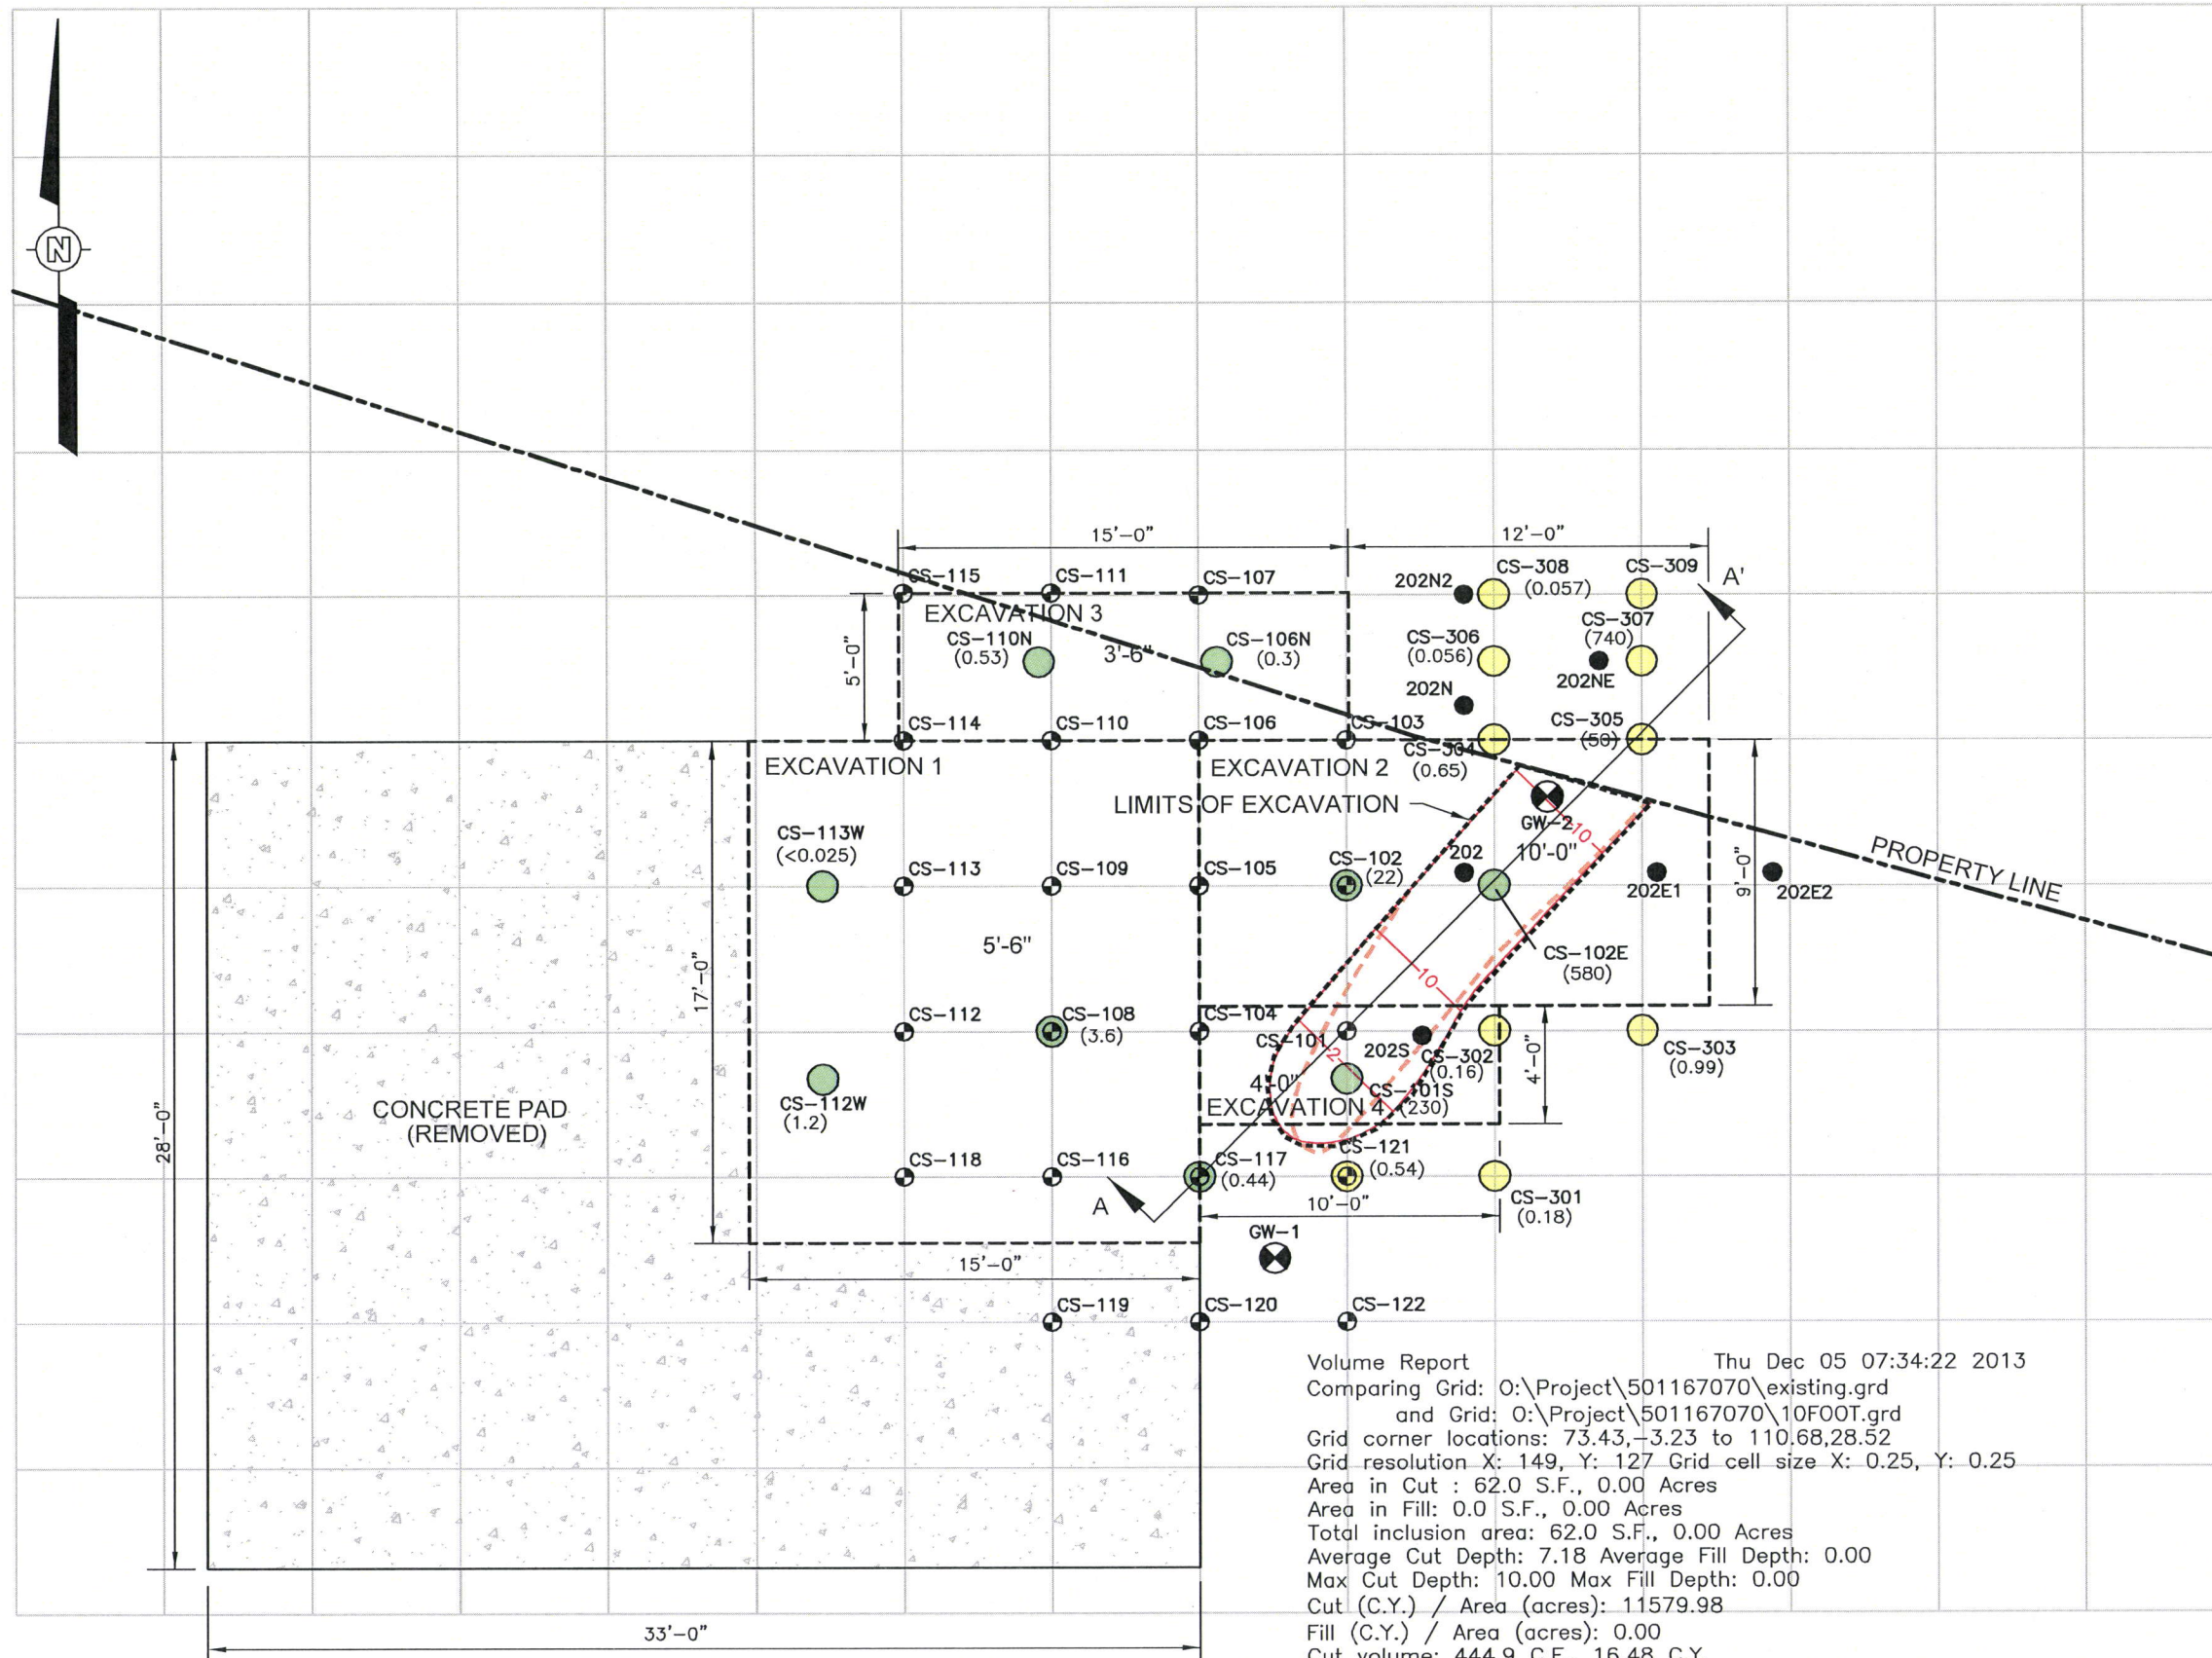 N
15'-0"
12'-0"
CS-115
CS-111
CS-107
202N2
CS-308
(0.057)
CS-309
A'
EXCAVATION 3
CS-110N
(0.53)
3'-6"
CS-106N
(0.3)
5'-0"
CS-306
(0.056)
CS-307
(740)
202NE
202N
CS-114
CS-110
CS-106
CS-103
CS-304
(0.65)
CS-305
(50)
EXCAVATION 1
EXCAVATION 2
LIMITS OF EXCAVATION
GW-2
10
10'-0"
CS-113W
(<0.025)
CS-113
CS-109
CS-105
CS-102
(22)
202
202E1
9'-0"
202E2
PROPERTY LINE
5'-6"
CS-102E
(580)
10
17'-0"
CS-112
CS-108
(3.6)
CS-104
CS-101
2
202S
CS-302
(0.16)
4'-0"
CS-303
(0.99)
4'-0"
CS-112W
(1.2)
CS-101S
(230)
EXCAVATION 4
CONCRETE PAD
(REMOVED)
28'-0"
CS-118
CS-116
CS-117
(0.44)
CS-121
(0.54)
A
10'-0"
CS-301
(0.18)
GW-1
15'-0"
CS-119
CS-120
CS-122
Volume Report Thu Dec 05 07:34:22 2013
Comparing Grid: O:\Project\501167070\existing.grd
and Grid: O:\Project\501167070\10FOOT.grd
Grid corner locations: 73.43,-3.23 to 110.68,28.52
Grid resolution X: 149, Y: 127 Grid cell size X: 0.25, Y: 0.25
Area in Cut : 62.0 S.F., 0.00 Acres
Area in Fill: 0.0 S.F., 0.00 Acres
Total inclusion area: 62.0 S.F., 0.00 Acres
Average Cut Depth: 7.18 Average Fill Depth: 0.00
Max Cut Depth: 10.00 Max Fill Depth: 0.00
Cut (C.Y.) / Area (acres): 11579.98
Fill (C.Y.) / Area (acres): 0.00
Cut volume: 444.9 C.F., 16.48 C.Y.
33'-0"